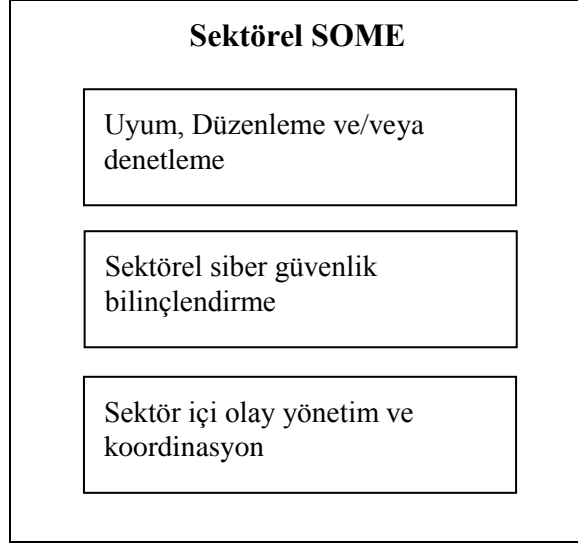 Sektörel SOME
Uyum, Düzenleme ve/veya
denetleme
Sektörel siber güvenlik
bilinçlendirme
Sektör içi olay yönetim ve
koordinasyon